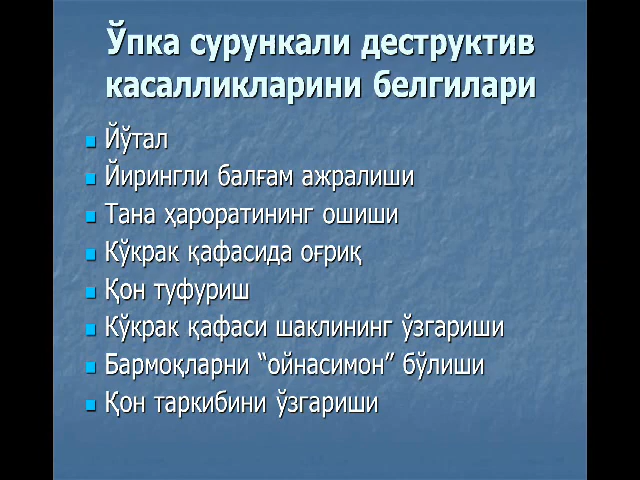 Ўпка сурункали деструктив
касалликларини белгилари
Йўтал
Йирингли балғам ажралиши
Тана ҳароратининг ошиши
Кўкрак қафасида оғриқ
Қон туфуриш
Кўкрак қафаси шаклининг ўзгариши
Бармоқларни “ойнасимон” бўлиши
Қон таркибини ўзгариши